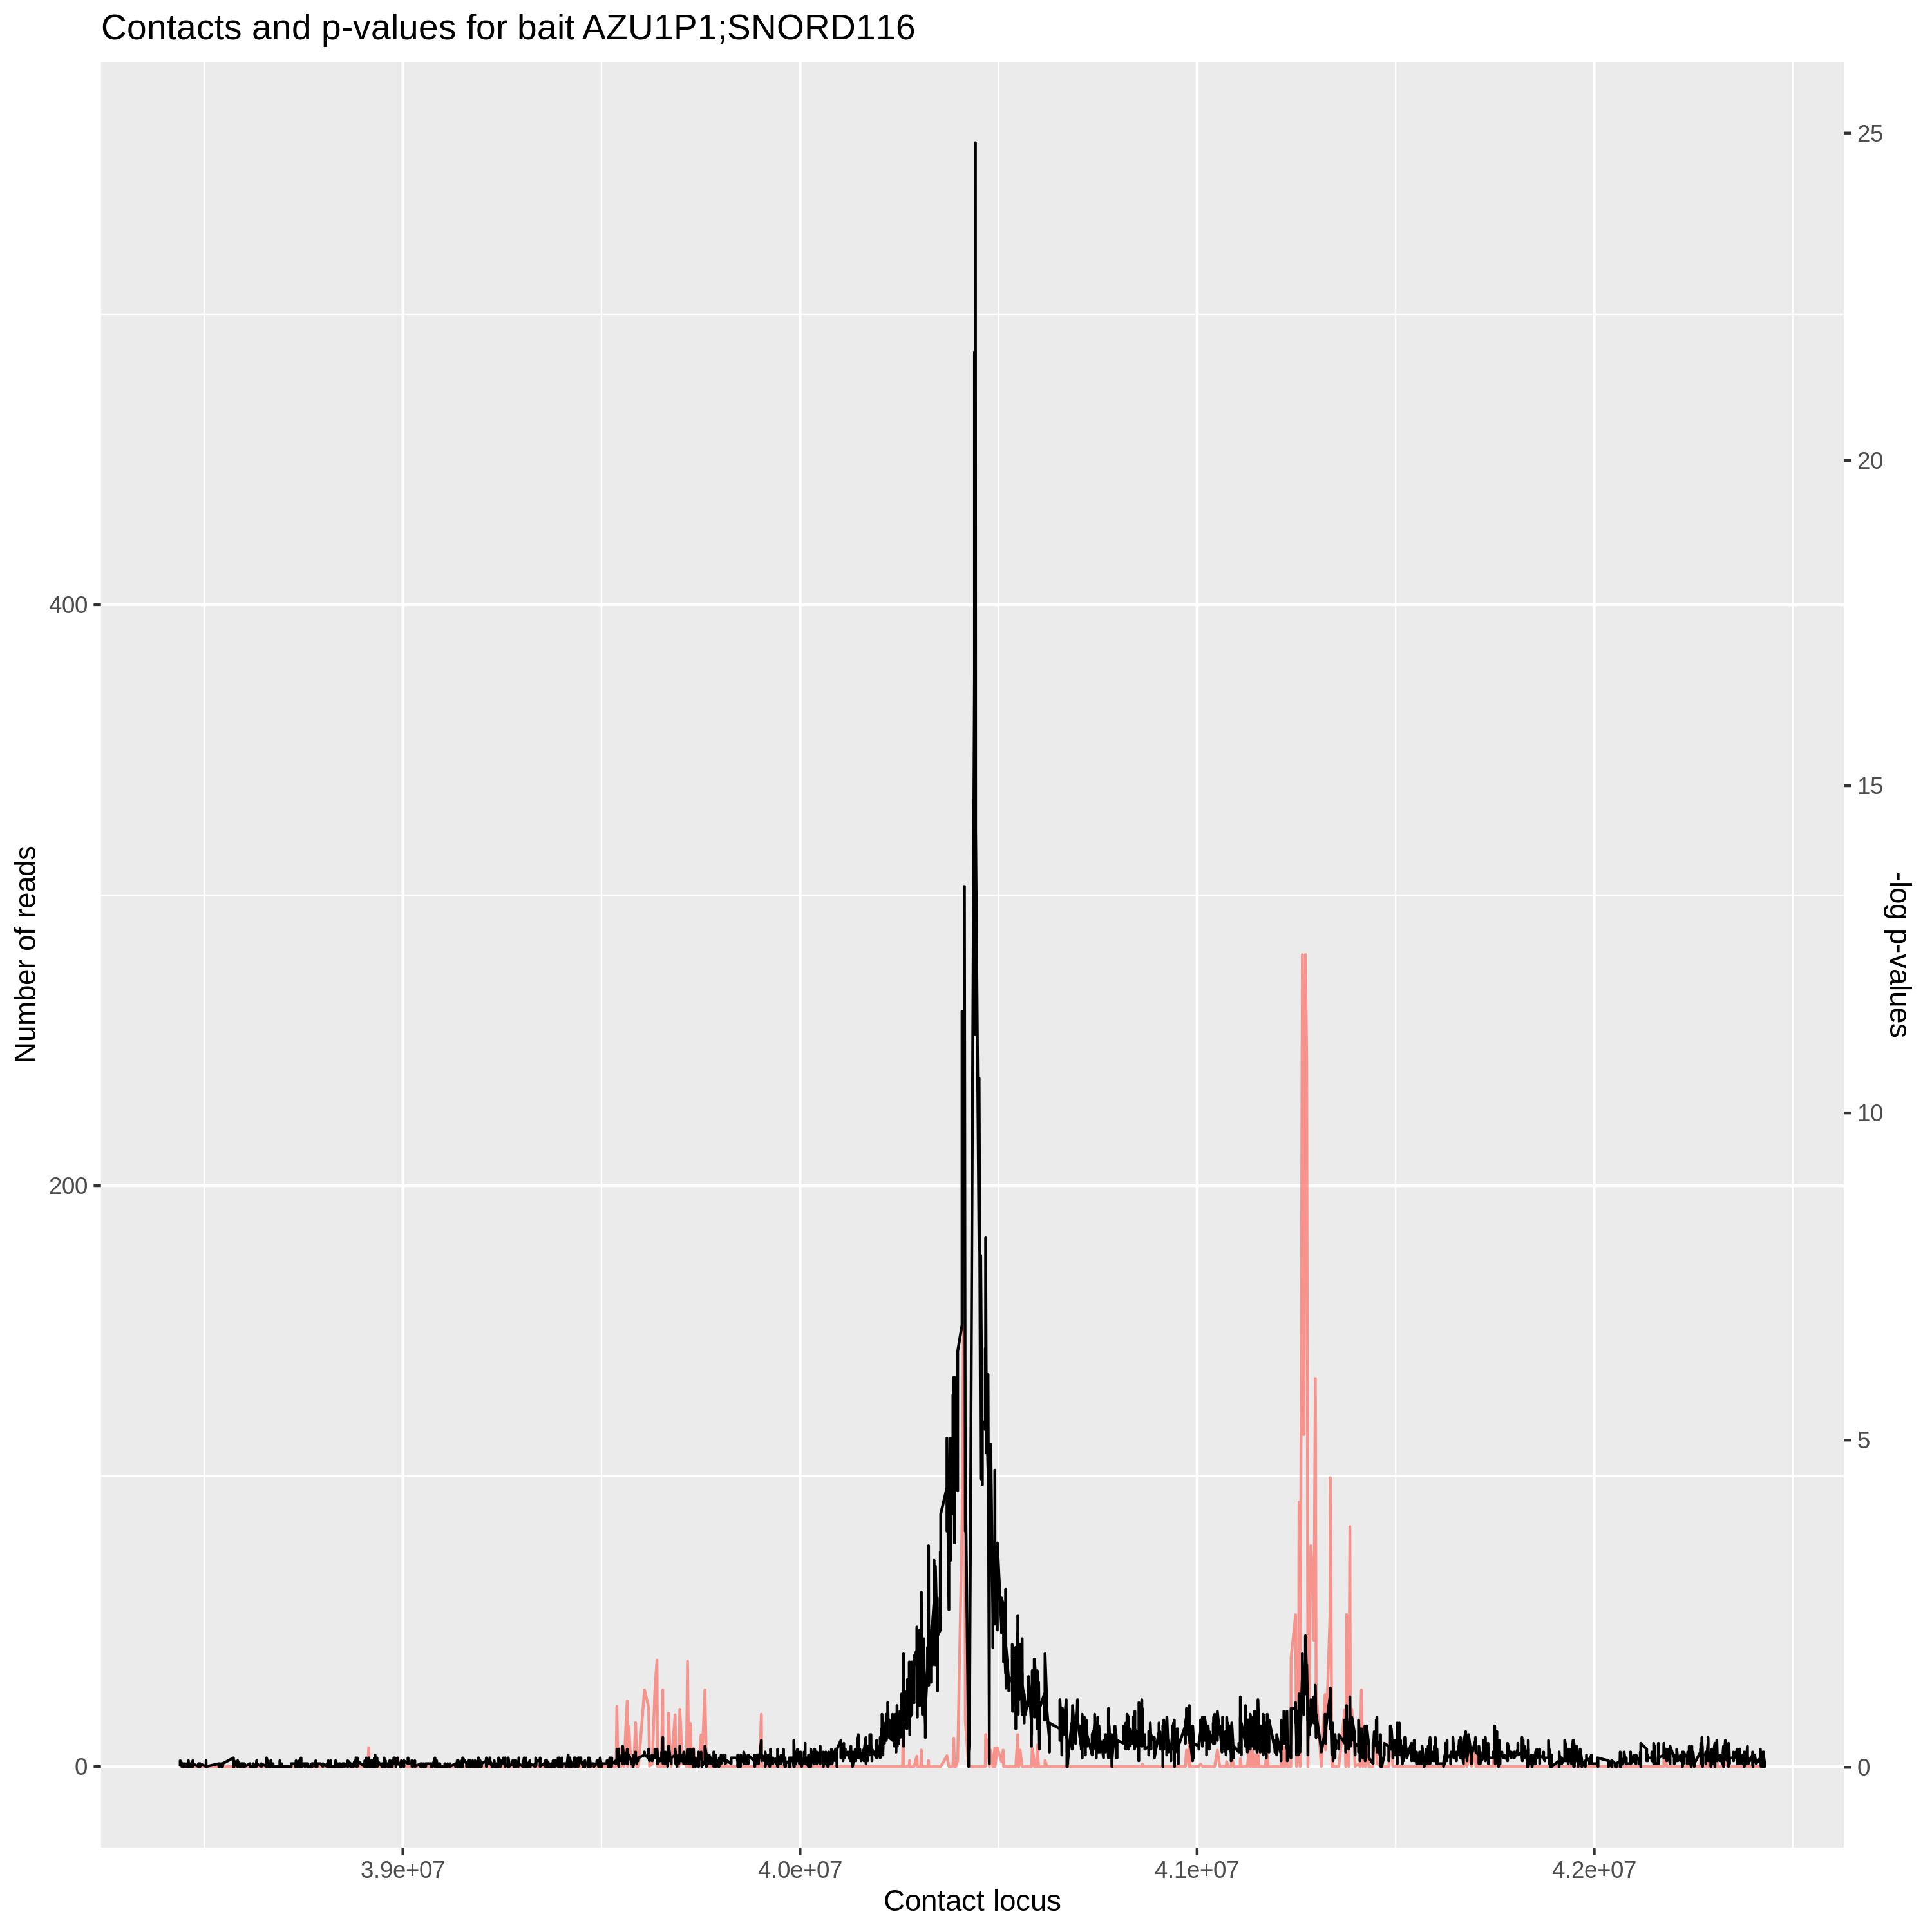 Contacts and p-values for bait AZU1P1;SNORD116
Number of reads
400
200
0
25
20
15
10
5
0
-log p-values
3.9e+07
4.0e+07
4.1e+07
4.2e+07
Contact locus